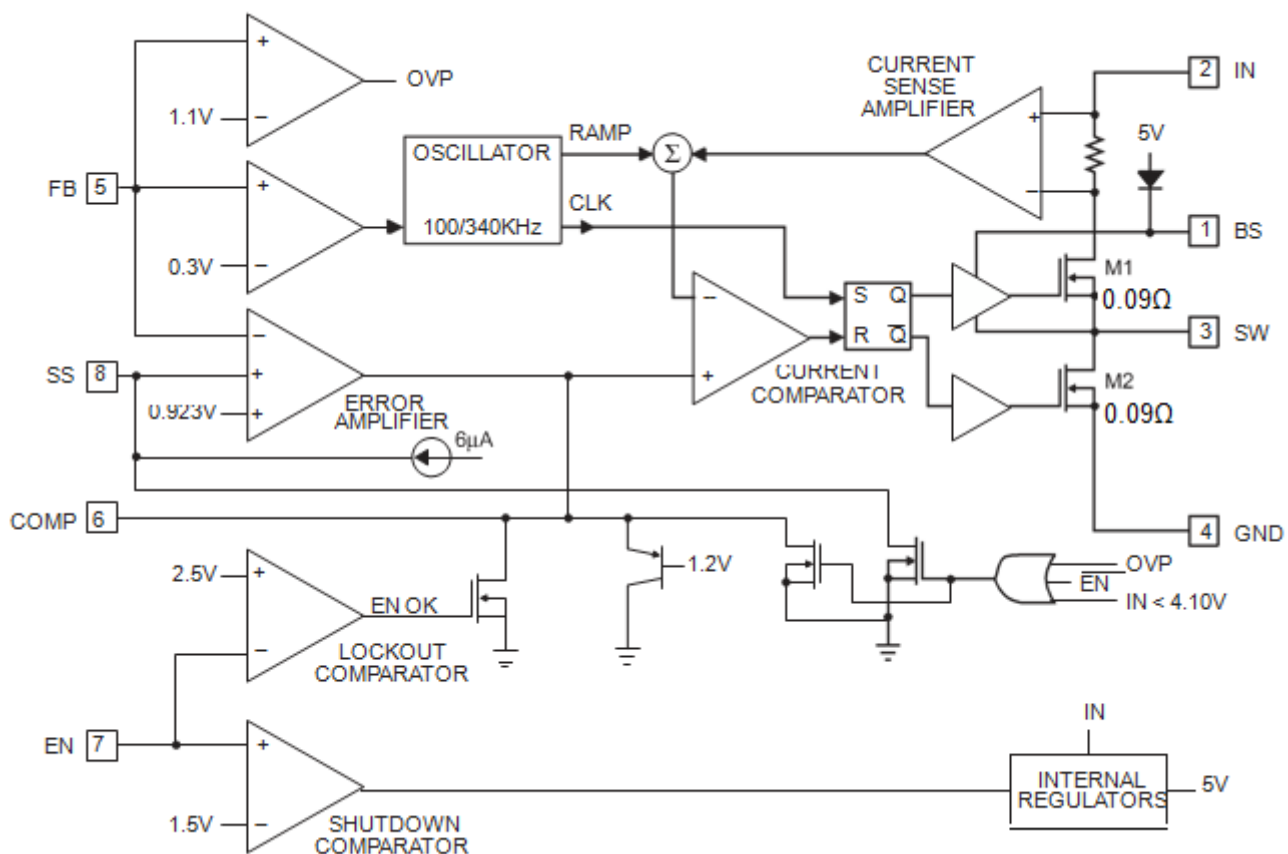 OVP
1.1V
FB 5
0.3V
OSCILLATOR
100/340KHz
RAMP
CLK
Σ
CURRENT
SENSE
AMPLIFIER
2 IN
5V
1 BS
M1
0.09Ω
3 SW
M2
0.09Ω
4 GND
S Q
R Q̅
CURRENT
COMPARATOR
SS 8
0.923V
ERROR
AMPLIFIER
6μA
COMP 6
2.5V
EN OK
LOCKOUT
COMPARATOR
1.2V
OVP
E̅N̅
IN < 4.10V
EN 7
1.5V
SHUTDOWN
COMPARATOR
IN
INTERNAL
REGULATORS
5V